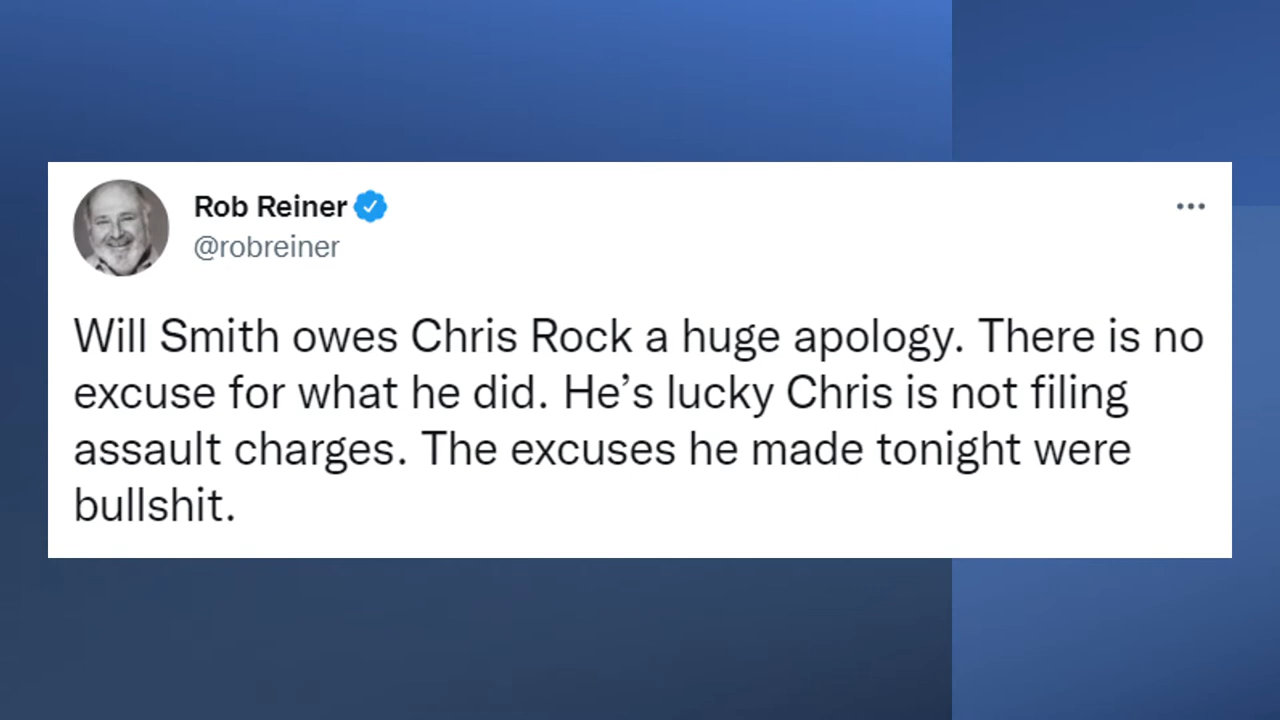 Rob Reiner
@robreiner
Will Smith owes Chris Rock a huge apology. There is no
excuse for what he did. He’s lucky Chris is not filing
assault charges. The excuses he made tonight were
bullshit.